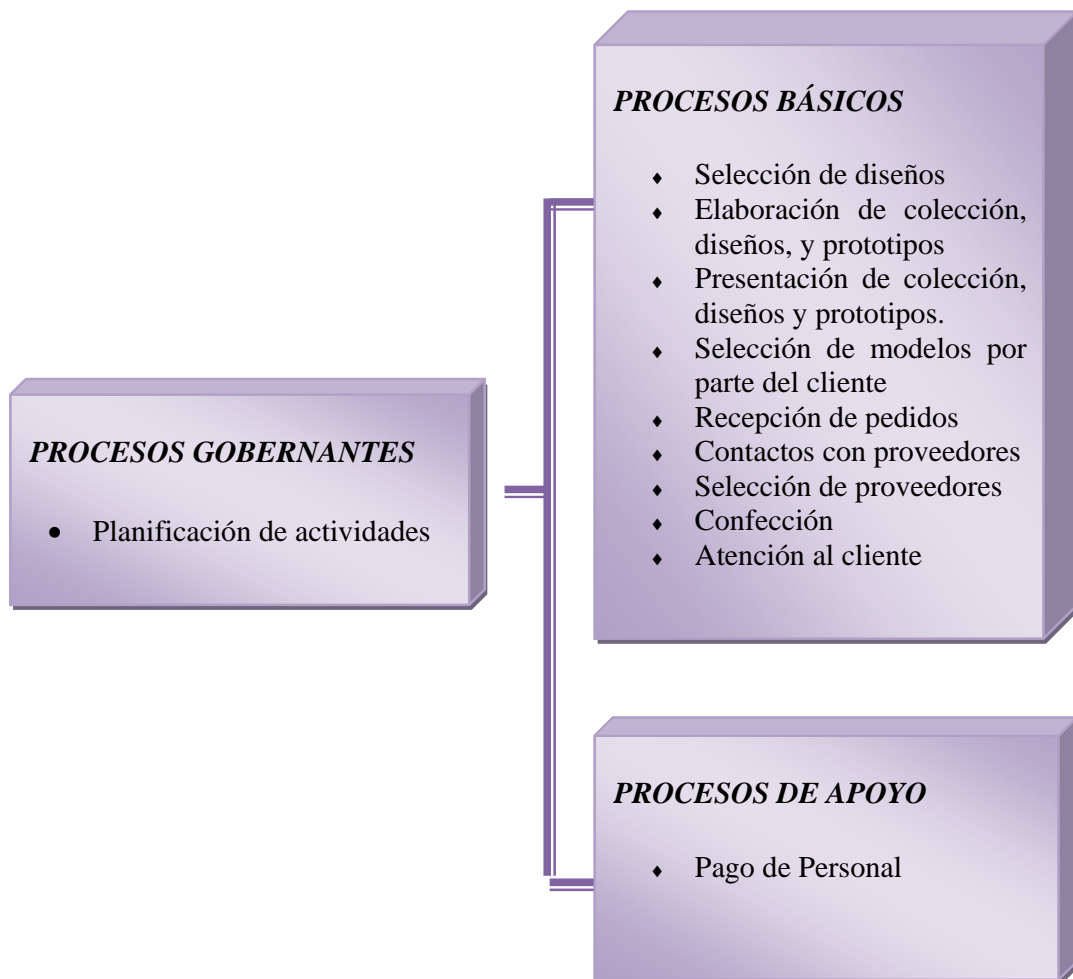 PROCESOS GOBERNANTES
• Planificación de actividades
PROCESOS BÁSICOS
♦ Selección de diseños
♦ Elaboración de colección,
diseños, y prototipos
♦ Presentación de colección,
diseños y prototipos.
♦ Selección de modelos por
parte del cliente
♦ Recepción de pedidos
♦ Contactos con proveedores
♦ Selección de proveedores
♦ Confección
♦ Atención al cliente
PROCESOS DE APOYO
♦ Pago de Personal